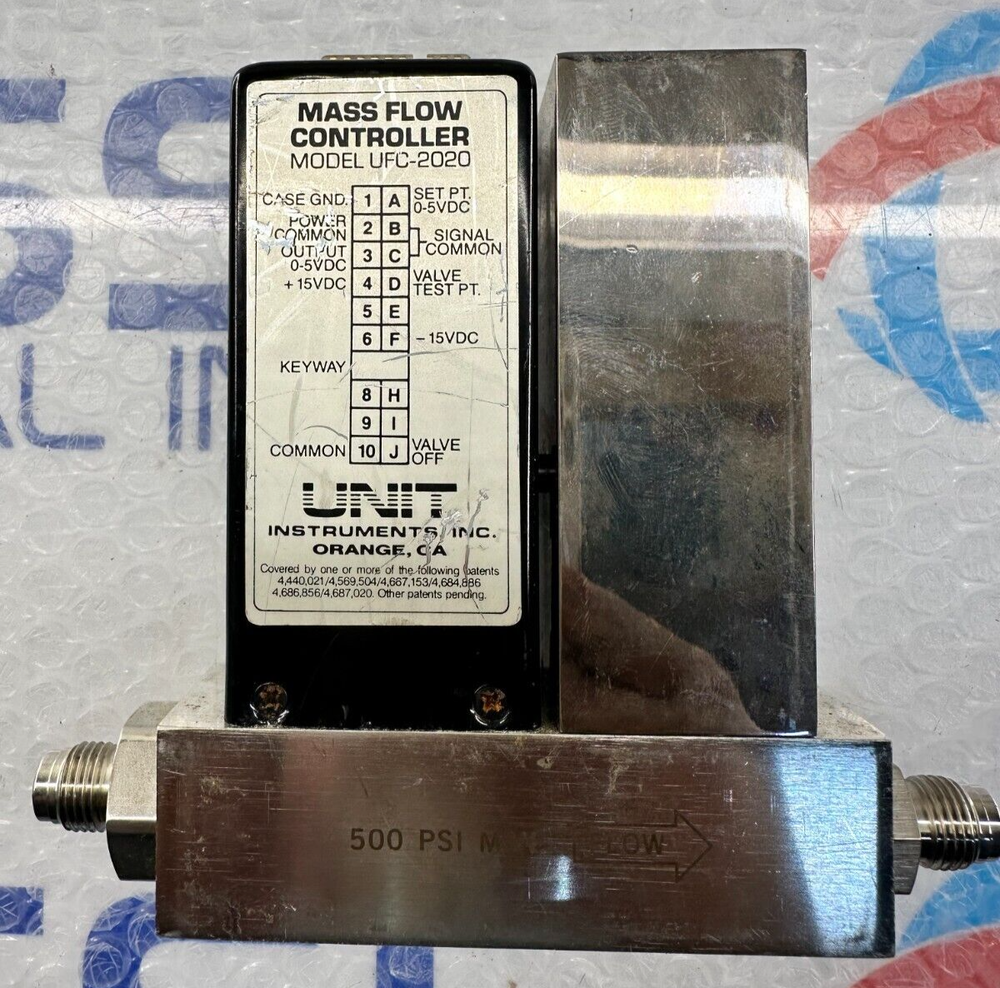 MASS FLOW
CONTROLLER
MODEL UFC-2020
CASE GND. 1 A SET PT.
0-5VDC
POWER
COMMON 2 B SIGNAL
COMMON
OUTPUT
0-5VDC 3 C
+15VDC 4 D VALVE
TEST PT.
5 E
6 F -15VDC
KEYWAY
8 H
9 I
COMMON 10 J VALVE
OFF
UNIT
INSTRUMENTS, INC.
ORANGE, CA
Covered by one or more of the following patents
4,440,021/4,569,504/4,667,153/4,684,886
4,686,856/4,687,020. Other patents pending.
500 PSI FLOW